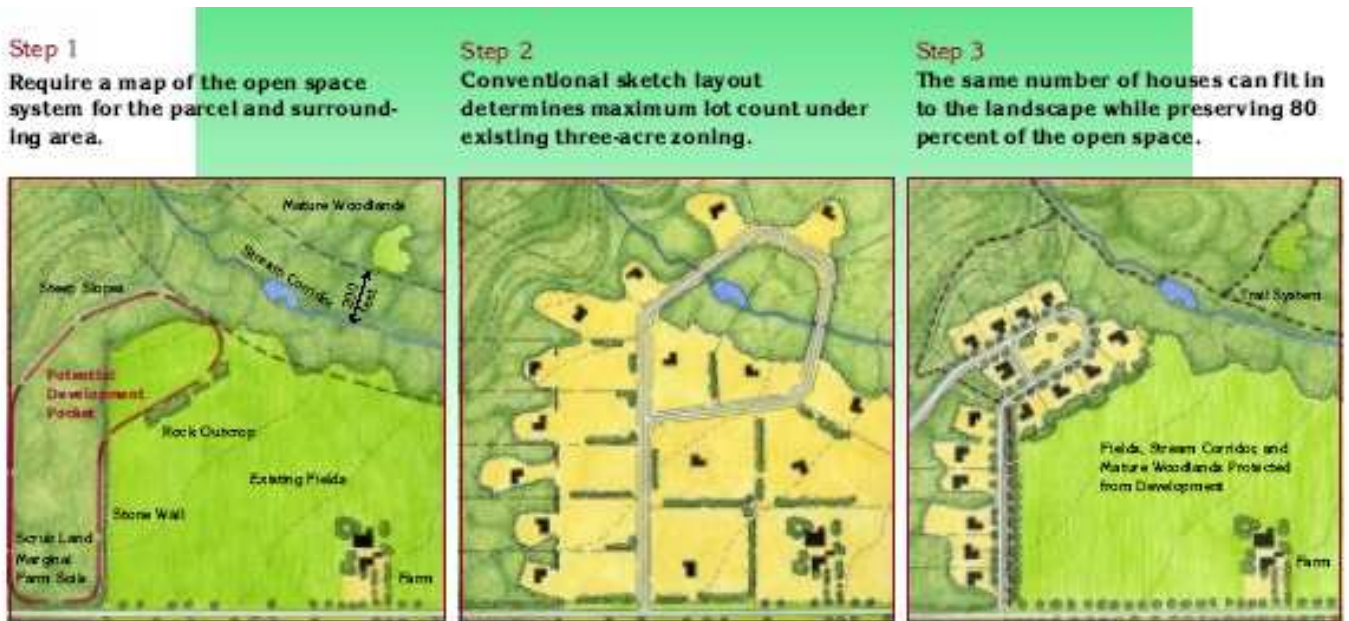 Step 1
Require a map of the open space
system for the parcel and surround-
ing area.
Step 2
Conventional sketch layout
determines maximum lot count under
existing three-acre zoning.
Step 3
The same number of houses can fit in
to the landscape while preserving 80
percent of the open space.
Mature Woodlands
Stream Corridor
200
feet
Steep Slopes
Potential
Development
Pocket
Rock Outcrop
Existing Fields
Stone Wall
Scrub Land
Marginal
Farm Soils
Farm
Trail System
Fields, Stream Corridor, and
Mature Woodlands Protected
from Development
Farm